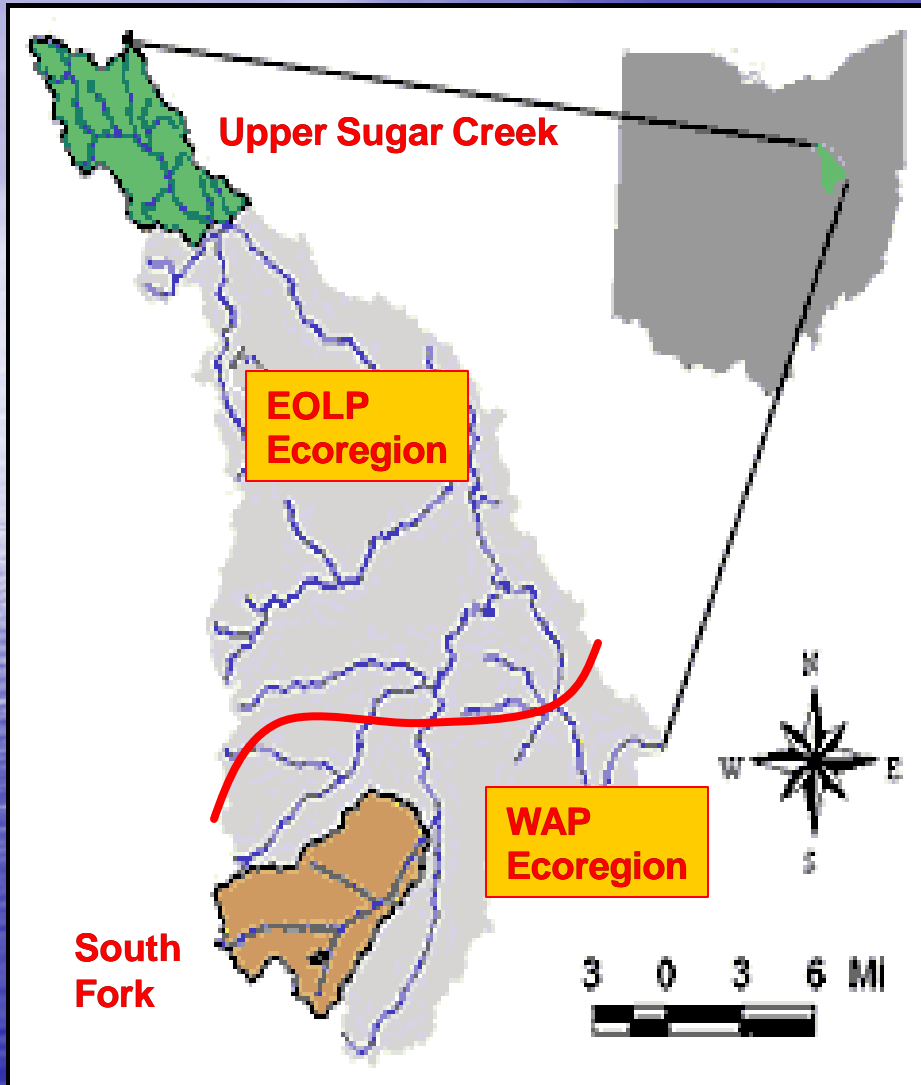 Upper Sugar Creek
EOLP
Ecoregion
N
W E
S
WAP
Ecoregion
South
Fork
3 0 3 6 Mi